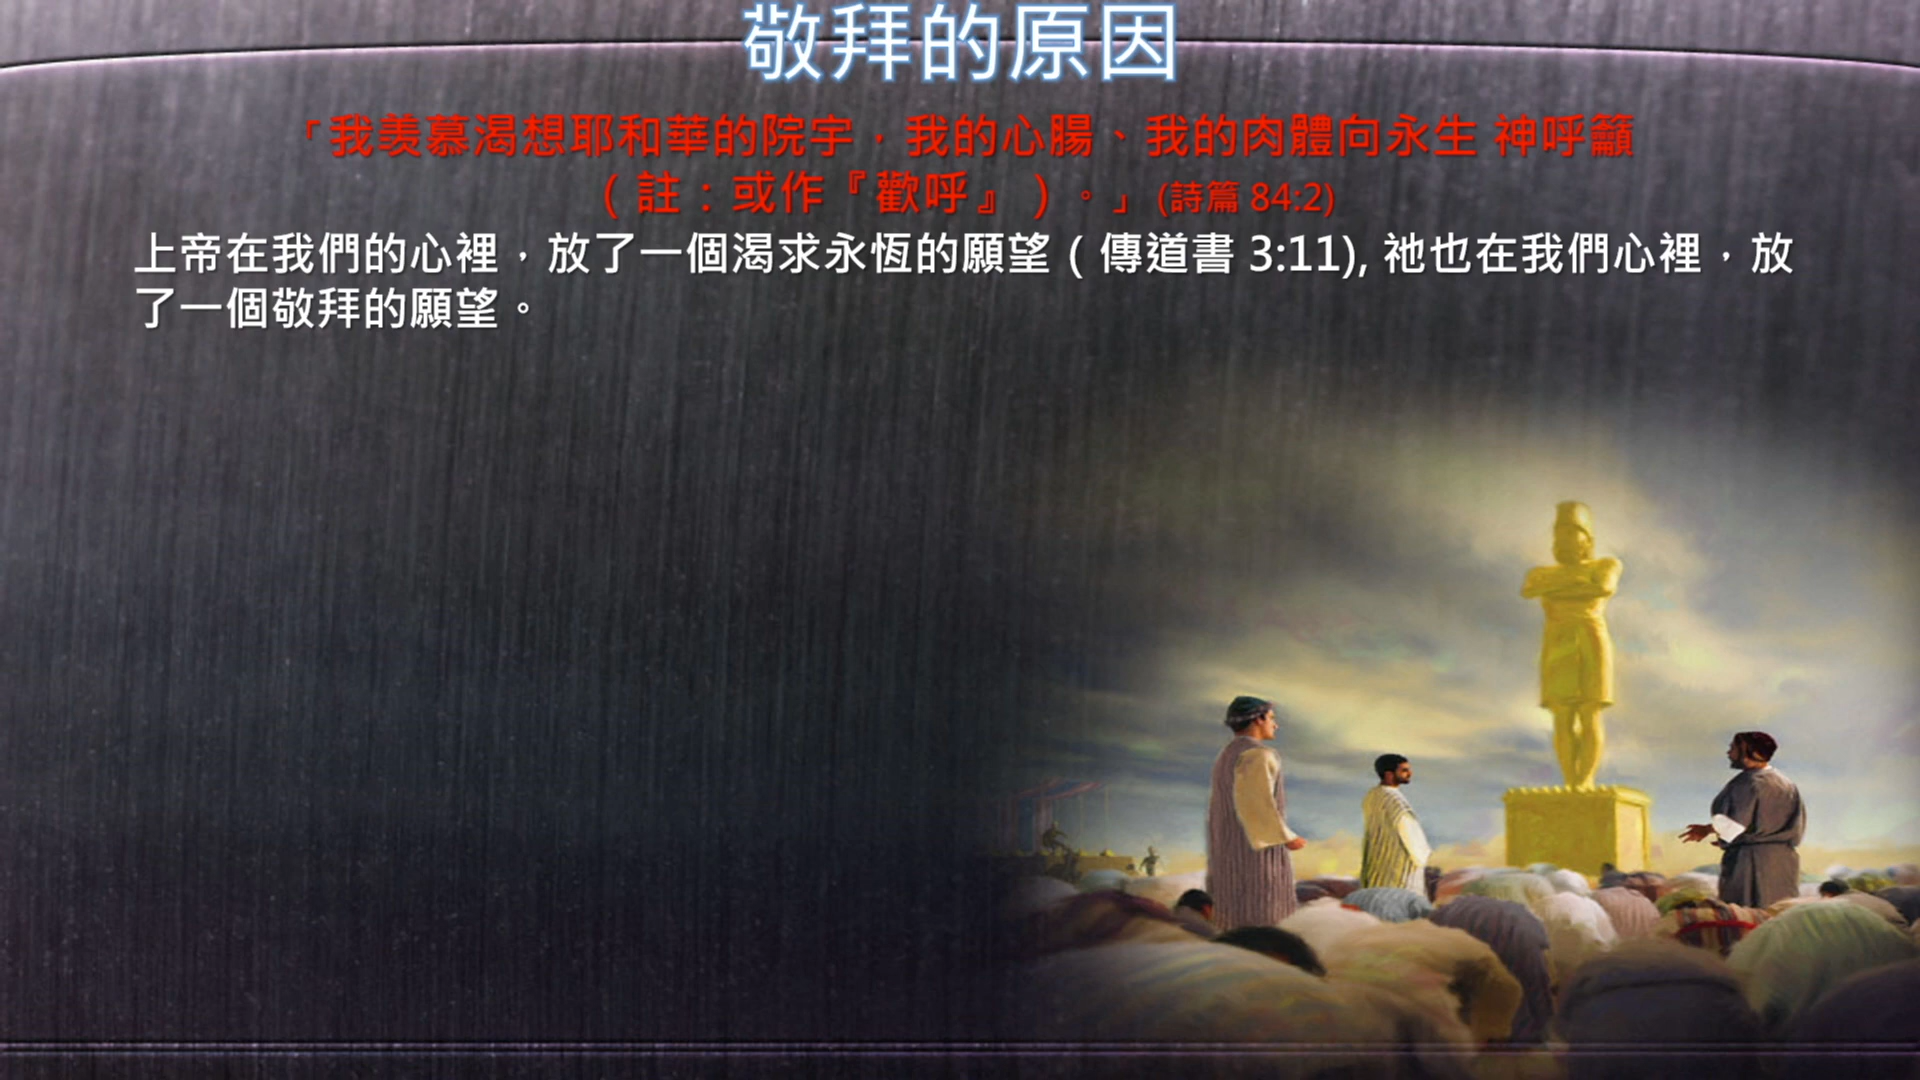 敬拜的原因
「我羨慕渴想耶和華的院宇，我的心腸、我的肉體向永生 神呼籲
（註：或作『歡呼』）。」(詩篇 84:2)
上帝在我們的心裡，放了一個渴求永恆的願望 ( 傳道書 3:11), 祂也在我們心裡，放
了一個敬拜的願望。